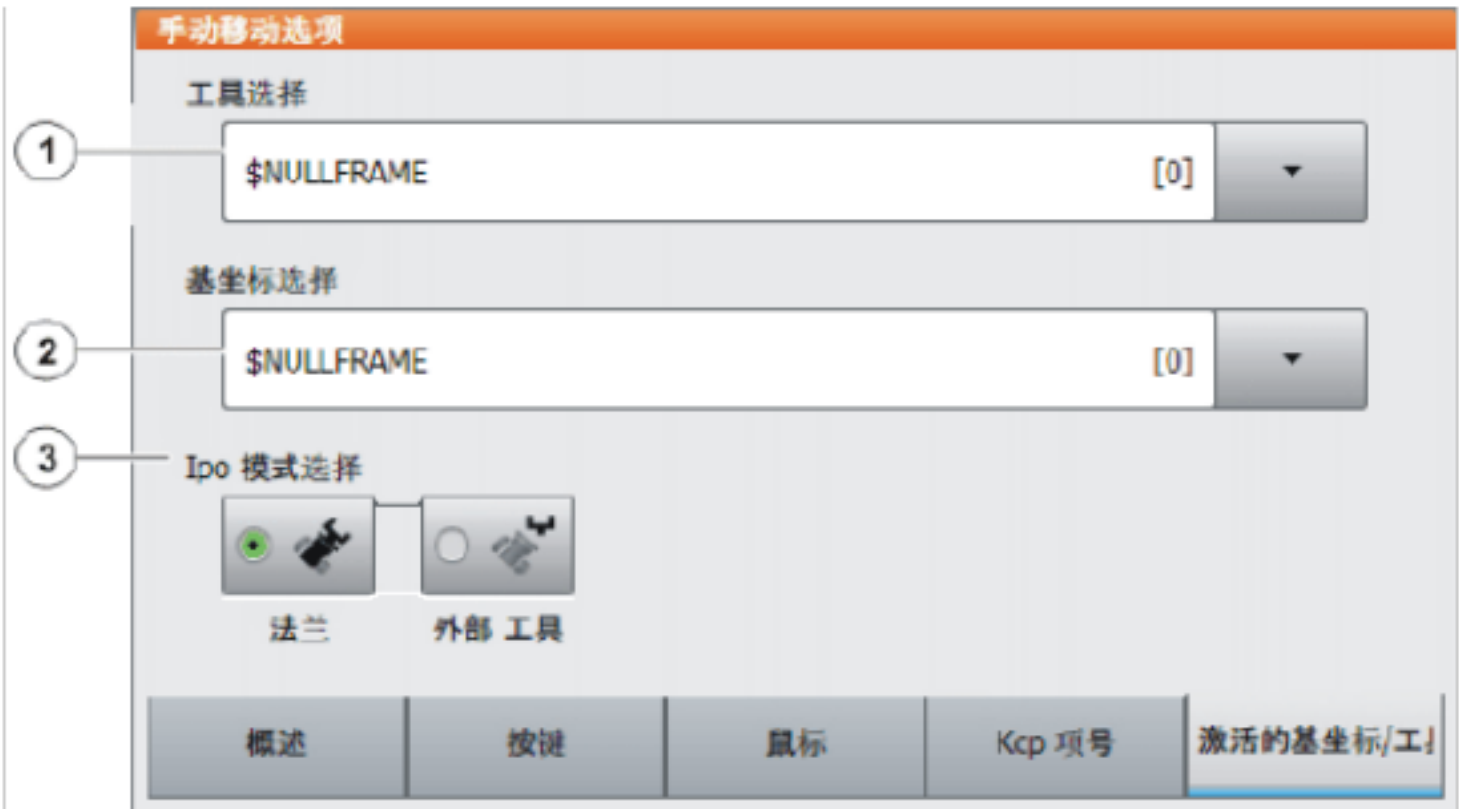 手动移动选项
工具选择
1
$NULLFRAME [0]
基坐标选择
2
$NULLFRAME [0]
3
Ipo 模式选择
法兰 外部 工具
概述 按键 鼠标 Kcp 项号 激活的基坐标/工